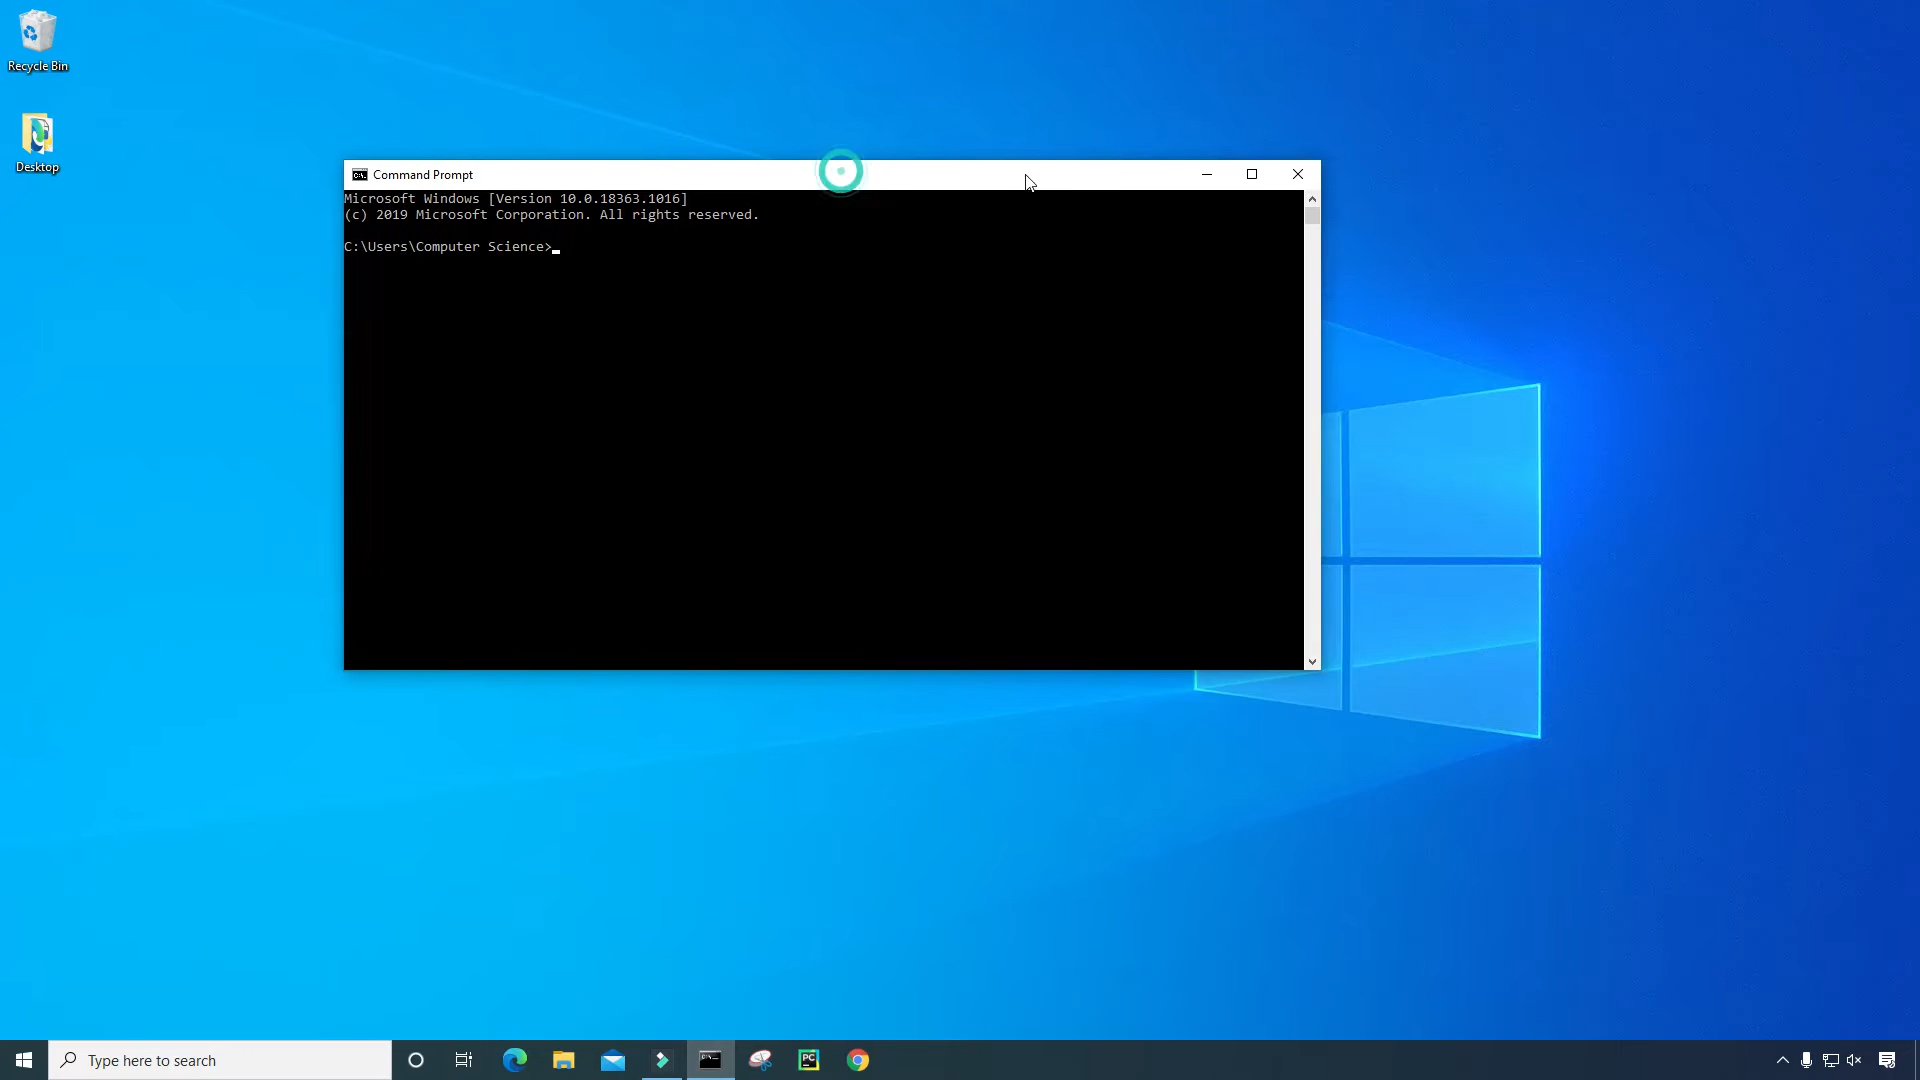 Recycle Bin
Desktop
Command Prompt
Microsoft Windows [Version 10.0.18363.1016]
(c) 2019 Microsoft Corporation. All rights reserved.
C:\Users\Computer Science>
Type here to search